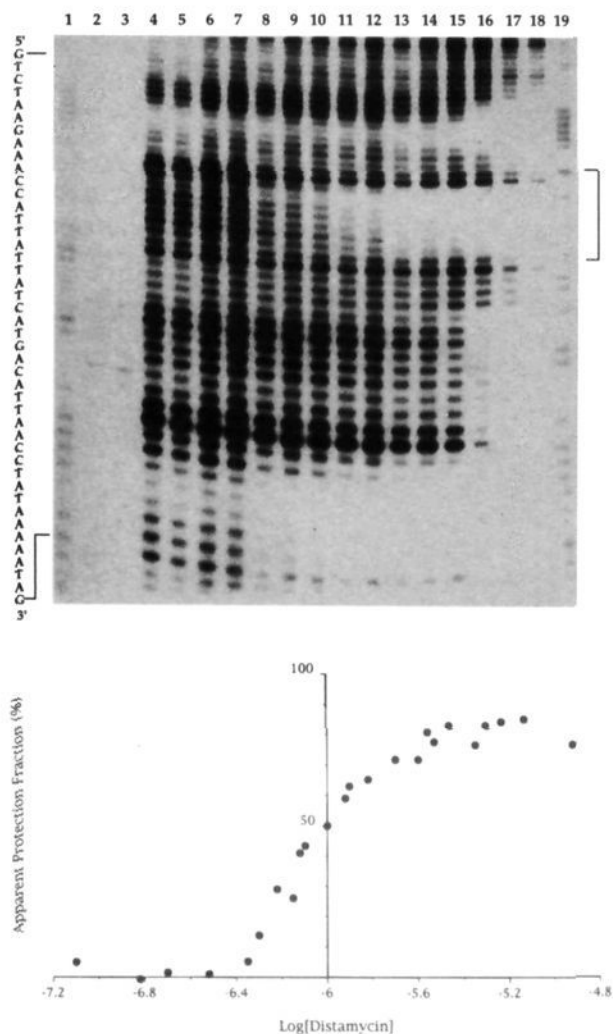 1 2 3 4 5 6 7 8 9 10 11 12 13 14 15 16 17 18 19
5'
G
T
C
T
A
A
G
A
A
A
C
C
A
T
T
A
T
T
A
T
C
A
T
G
A
C
A
T
T
A
A
C
C
T
A
T
A
A
A
A
A
T
A
G
3'
Apparent Protection Fraction (%)
100
50
-7.2 -6.8 -6.4 -6 -5.6 -5.2 -4.8
Log[Distamycin]